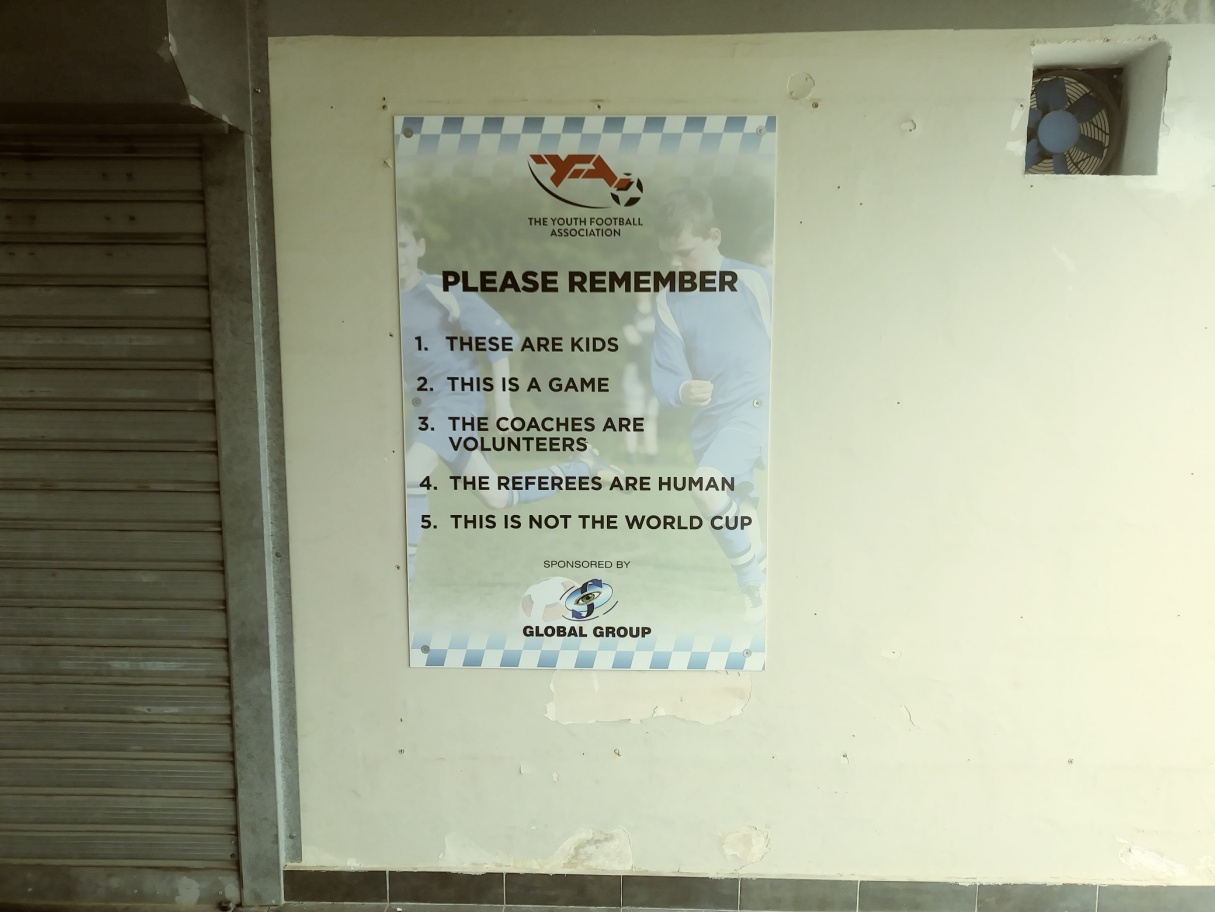 YFA
THE YOUTH FOOTBALL
ASSOCIATION
PLEASE REMEMBER
1. THESE ARE KIDS
2. THIS IS A GAME
3. THE COACHES ARE
VOLUNTEERS
4. THE REFEREES ARE HUMAN
5. THIS IS NOT THE WORLD CUP
SPONSORED BY
GLOBAL GROUP